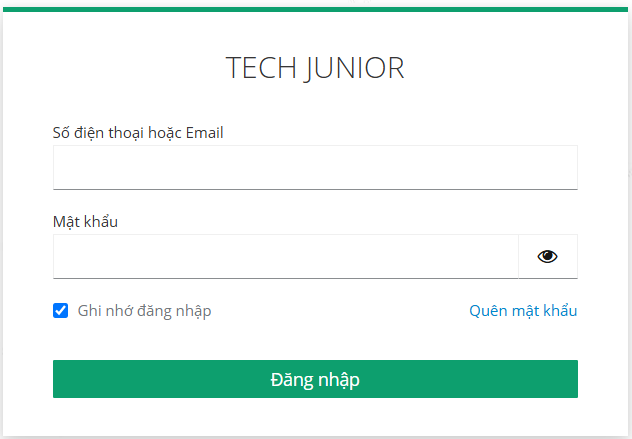 TECH JUNIOR
Số điện thoại hoặc Email
Mật khẩu
Ghi nhớ đăng nhập
Quên mật khẩu
Đăng nhập